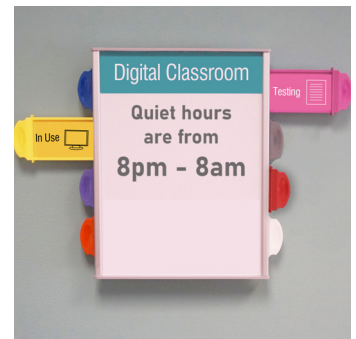 Digital Classroom
Testing
Quiet hours
are from
In Use
8pm - 8am